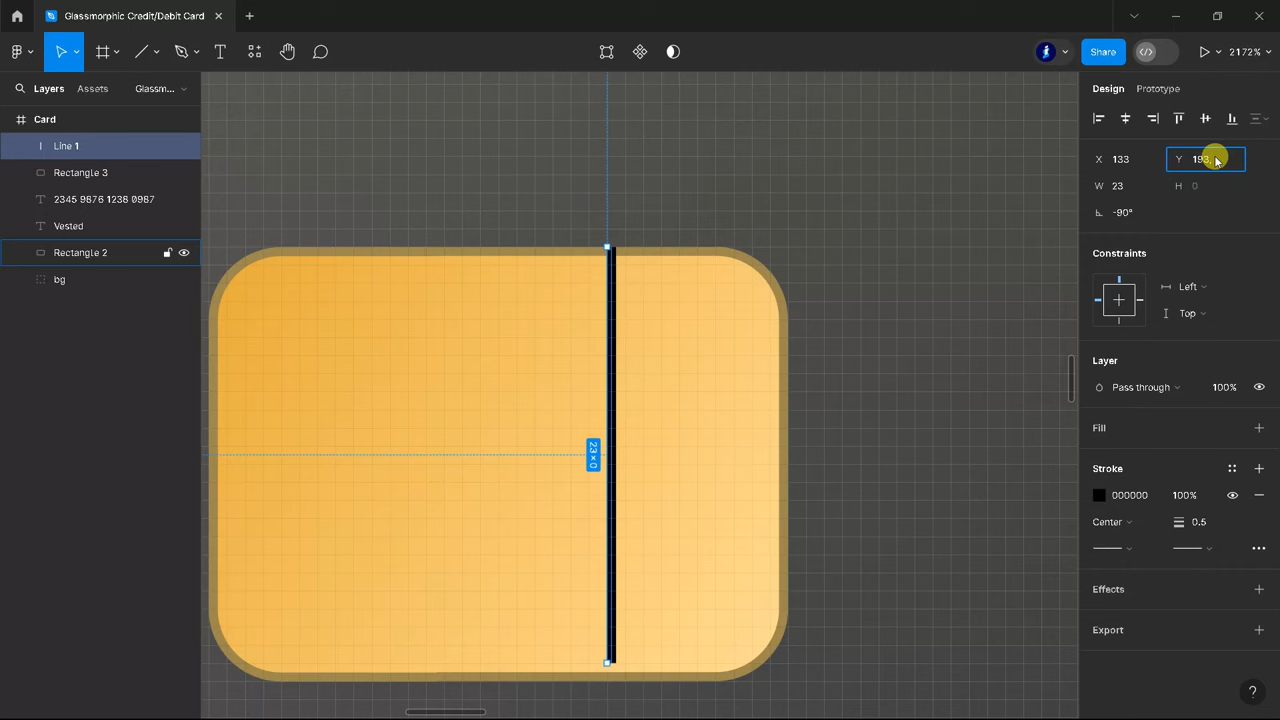 Glassmorphic Credit/Debit Card
Share
2172%
Layers
Assets
Glassm...
Design
Prototype
Card
Line 1
Rectangle 3
2345 9876 1238 0987
Vested
Rectangle 2
bg
X 133
Y 193.
W 23
H 0
-90°
Constraints
Left
Top
Layer
Pass through
100%
Fill
Stroke
000000
100%
Center
0.5
Effects
Export
23 × 0
?